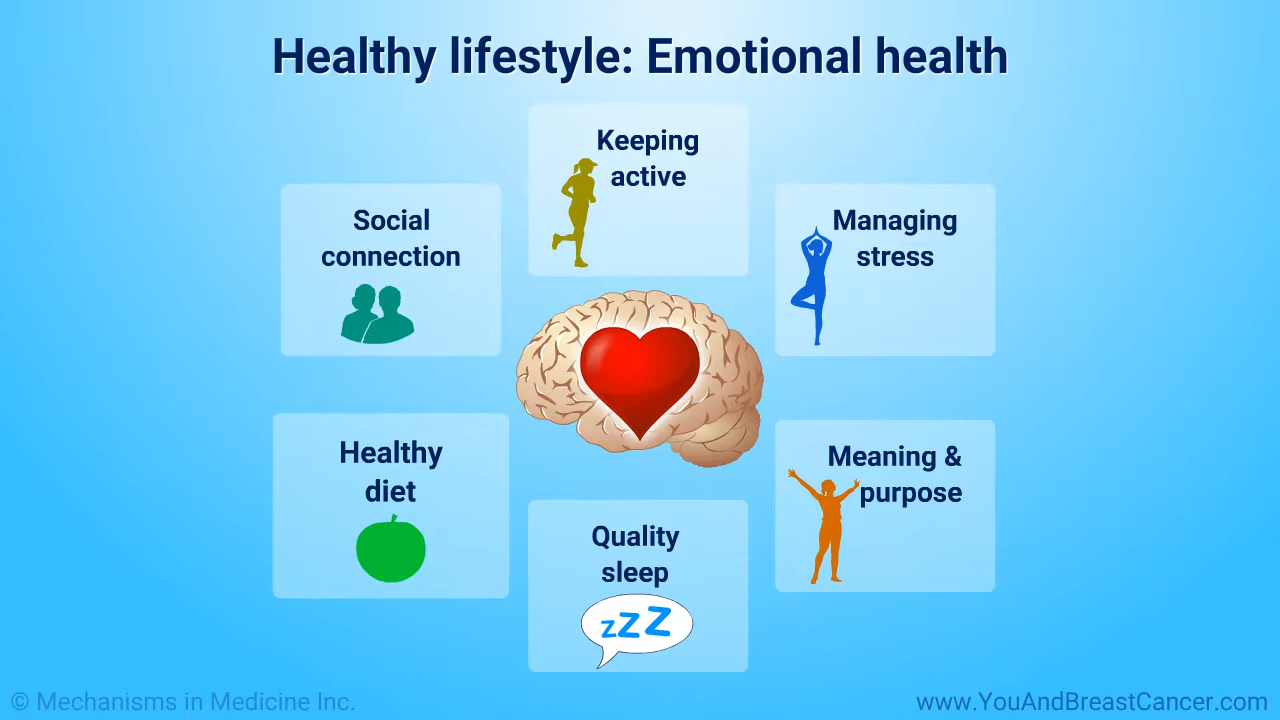 Healthy lifestyle: Emotional health
Keeping
active
Social
connection
Managing
stress
Healthy
diet
Meaning &
purpose
Quality
sleep
zZZ
© Mechanisms in Medicine Inc.
www.YouAndBreastCancer.com